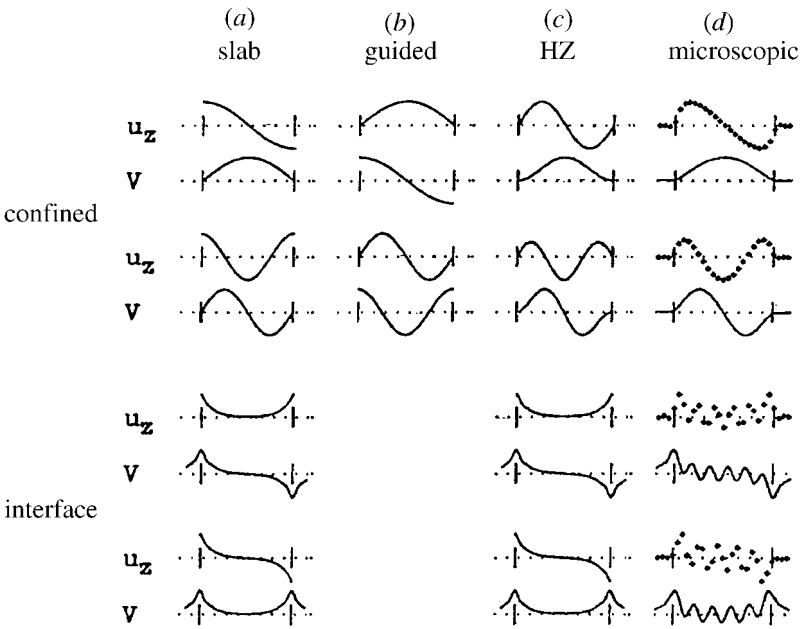 (a) (b) (c) (d)
slab guided HZ microscopic
u_z
V
confined
u_z
V
u_z
V
interface
u_z
V